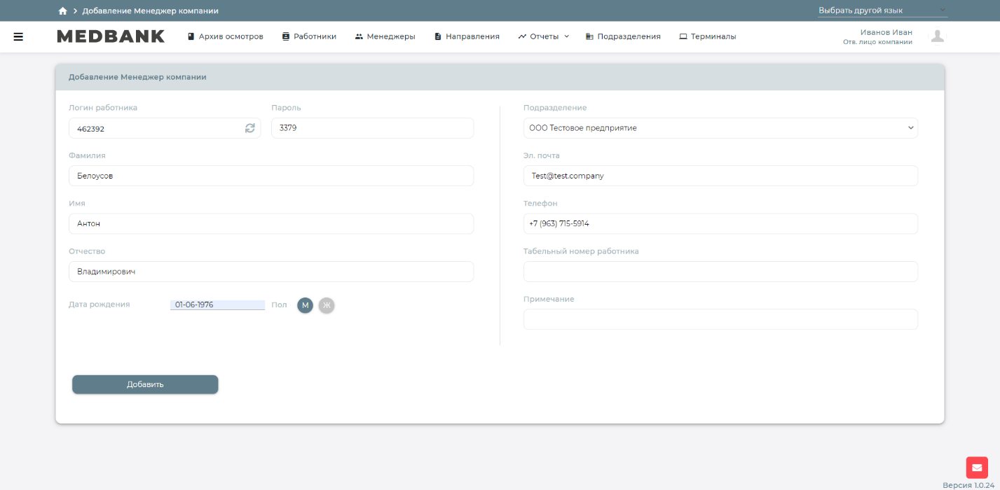 Добавление Менеджер компании
Выбрать другой язык
MEDBANK
Архив осмотров
Работники
Менеджеры
Направления
Отчеты
Подразделения
Терминалы
Иванов Иван
Отв. лицо компании
Добавление Менеджер компании
Логин работника
462392
Пароль
3379
Фамилия
Белоусов
Имя
Антон
Отчество
Владимирович
Дата рождения
01-06-1976
Пол
М
Ж
Подразделение
ООО Тестовое предприятие
Эл. почта
Test@test.company
Телефон
+7 (963) 715-5914
Табельный номер работника
Примечание
Добавить
Версия 1.0.24